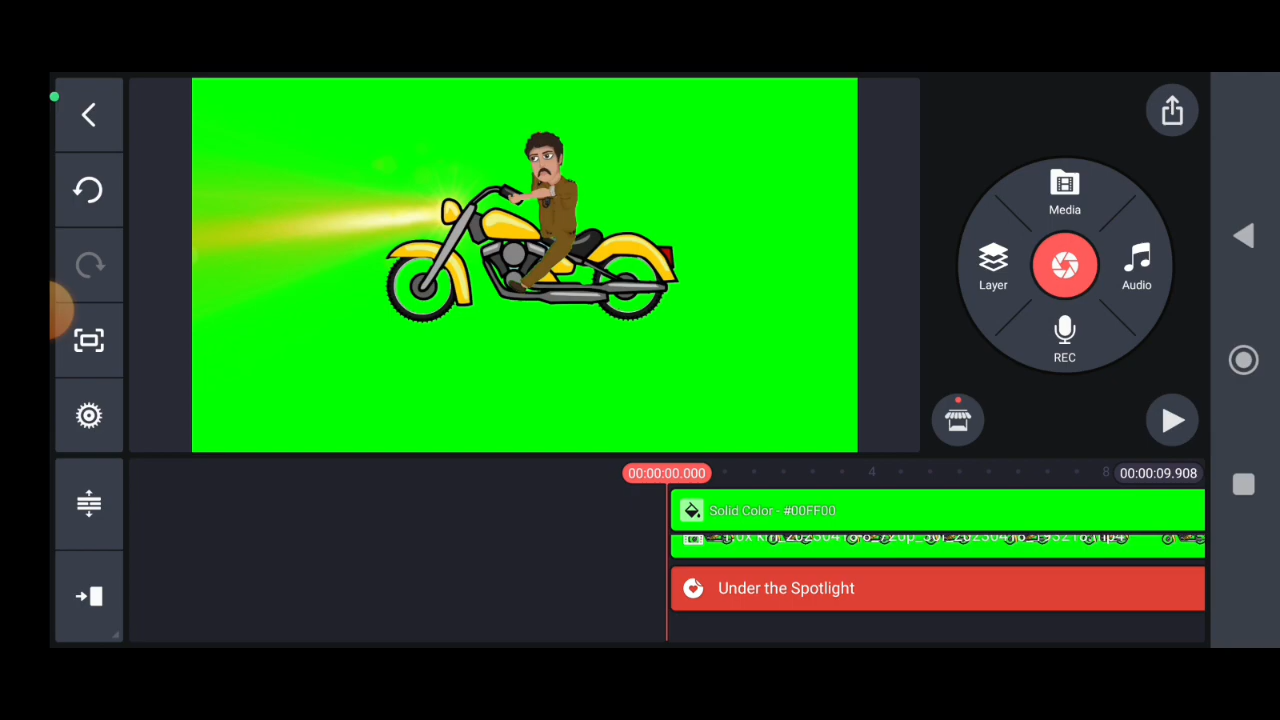 Media
Layer
Audio
REC
00:00:00.000
4
8
00:00:09.908
Solid Color - #00FF00
Under the Spotlight